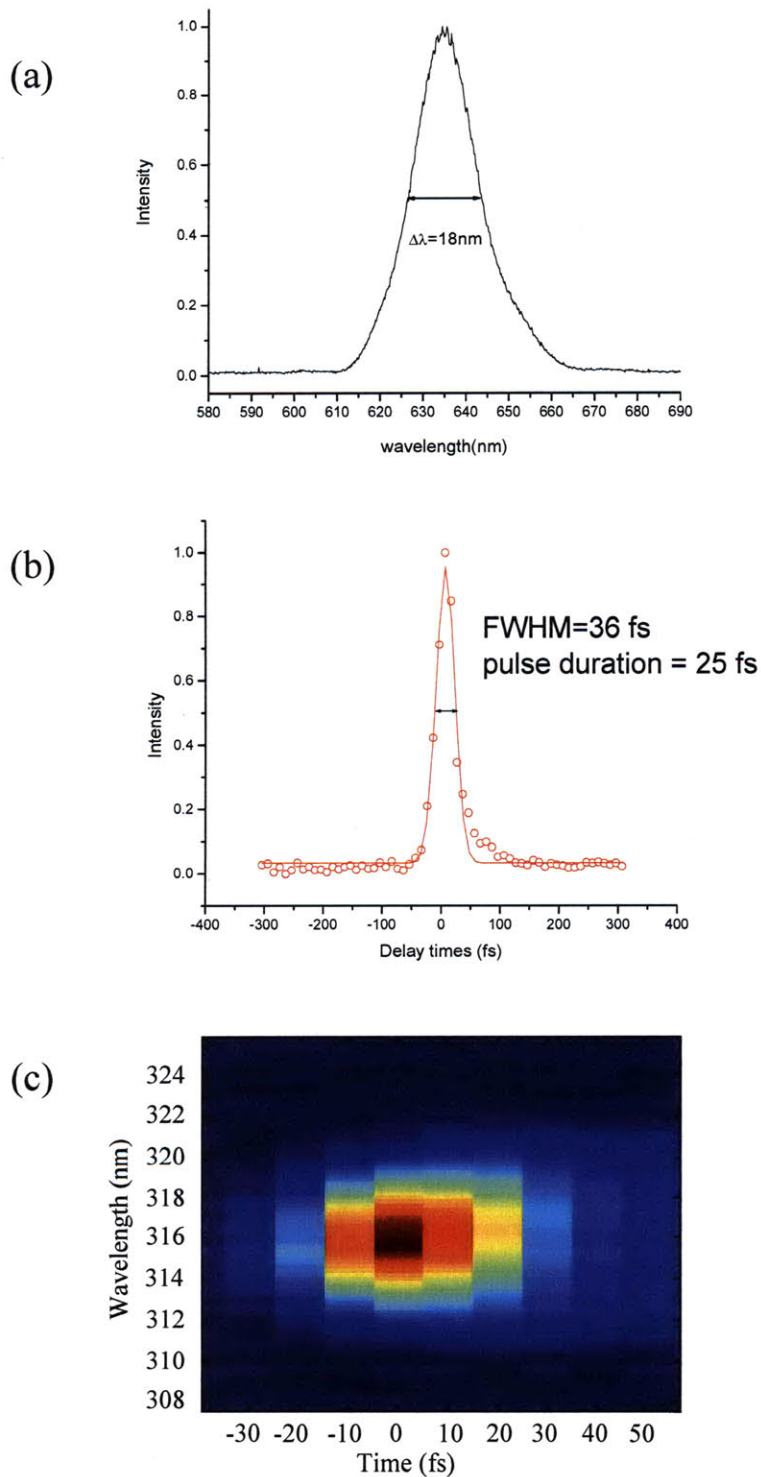 (a)
1.0
0.8
0.6
0.4
0.2
0.0
Intensity
Δλ=18nm
580 590 600 610 620 630 640 650 660 670 680 690
wavelength(nm)
(b)
1.0
0.8
0.6
0.4
0.2
0.0
Intensity
FWHM=36 fs
pulse duration = 25 fs
-400 -300 -200 -100 0 100 200 300 400
Delay times (fs)
(c)
324
322
320
318
316
314
312
310
308
Wavelength (nm)
-30 -20 -10 0 10 20 30 40 50
Time (fs)